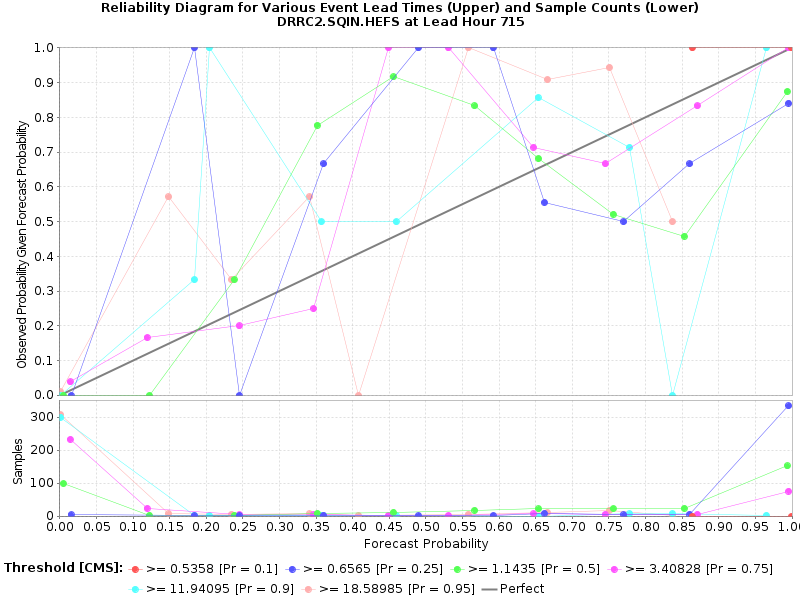 Reliability Diagram for Various Event Lead Times (Upper) and Sample Counts (Lower)
DRRC2.SQIN.HEFS at Lead Hour 715
Observed Probability Given Forecast Probability
1.0
0.9
0.8
0.7
0.6
0.5
0.4
0.3
0.2
0.1
0.0
Samples
300
200
100
0
0.00 0.05 0.10 0.15 0.20 0.25 0.30 0.35 0.40 0.45 0.50 0.55 0.60 0.65 0.70 0.75 0.80 0.85 0.90 0.95 1.00
Forecast Probability
Threshold [CMS]: >= 0.5358 [Pr = 0.1] >= 0.6565 [Pr = 0.25] >= 1.1435 [Pr = 0.5] >= 3.40828 [Pr = 0.75]
>= 11.94095 [Pr = 0.9] >= 18.58985 [Pr = 0.95] Perfect